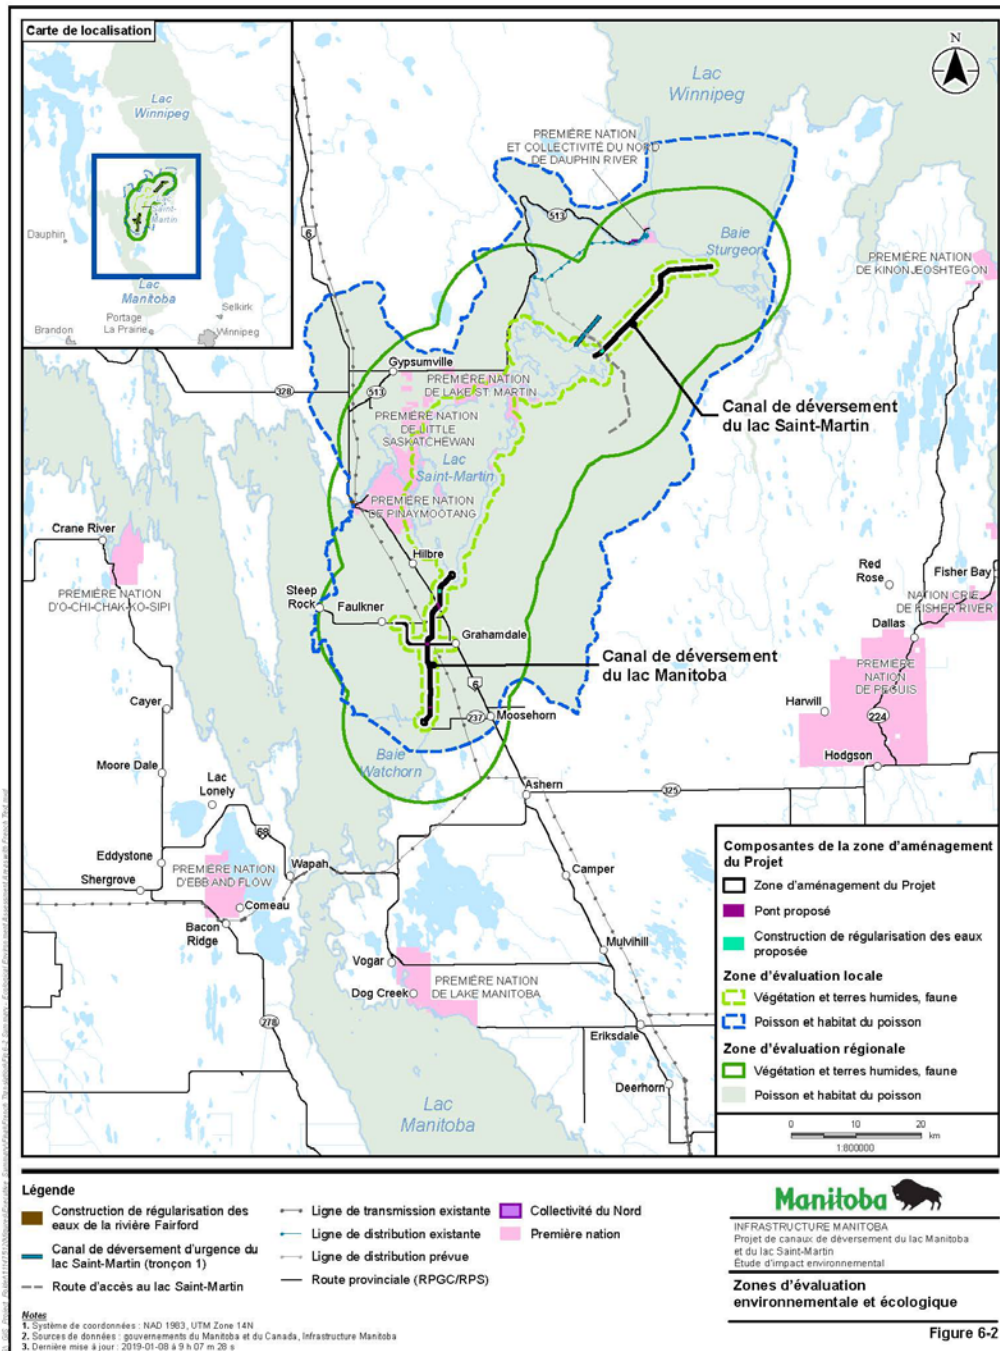 Carte de localisation
Lac
Winnipeg
Dauphin
Lac
Saint-
Martin
Lac
Manitoba
Portage
La Prairie
Selkirk
Brandon
Winnipeg
N
Lac
Winnipeg
PREMIÈRE NATION
ET COLLECTIVITÉ DU NORD
DE DAUPHIN RIVER
513
6
Baie
Sturgeon
PREMIÈRE NATION
DE KINONJEOSHTEGON
Gypsumville
328
513
PREMIÈRE NATION
DE LAKE ST. MARTIN
PREMIÈRE NATION
DE LITTLE
SASKATCHEWAN
Canal de déversement
du lac Saint-Martin
Lac
Saint-Martin
PREMIÈRE NATION
DE PINAYMOOTANG
Crane River
Hilbre
PREMIÈRE NATION
D'O-CHI-CHAK-KO-SIPI
Steep
Rock
Faulkner
Grahamdale
Red
Rose
Fisher Bay
NATION CRIE
DE FISHER RIVER
Dallas
Canal de déversement
du lac Manitoba
PREMIÈRE
NATION
DE PEGUIS
6
Cayer
237
Moosehorn
Harwill
224
Baie
Watchorn
Moore Dale
Hodgson
Lac
Lonely
Ashern
325
68
Eddystone
Wapah
Shergrove
PREMIÈRE NATION
D'EBB AND FLOW
Camper
Comeau
Bacon
Ridge
Mulvihill
Vogar
PREMIÈRE NATION
DE LAKE MANITOBA
Dog Creek
278
Eriksdale
Deerhorn
Lac
Manitoba
Composantes de la zone d'aménagement
du Projet
Zone d'aménagement du Projet
Pont proposé
Construction de régularisation des eaux
proposée
Zone d'évaluation locale
Végétation et terres humides, faune
Poisson et habitat du poisson
Zone d'évaluation régionale
Végétation et terres humides, faune
Poisson et habitat du poisson
0 10 20
km
1:800000
Légende
Construction de régularisation des
eaux de la rivière Fairford
Canal de déversement d'urgence du
lac Saint-Martin (tronçon 1)
Route d'accès au lac Saint-Martin
Ligne de transmission existante
Ligne de distribution existante
Ligne de distribution prévue
Route provinciale (RPGC/RPS)
Collectivité du Nord
Première nation
Notes
1. Système de coordonnées : NAD 1983, UTM Zone 14N
2. Sources de données : gouvernements du Manitoba et du Canada, Infrastructure Manitoba
3. Dernière mise à jour : 2019-01-08 à 9 h 07 m 28 s
Manitoba
INFRASTRUCTURE MANITOBA
Projet de canaux de déversement du lac Manitoba
et du lac Saint-Martin
Étude d'impact environnemental
Zones d'évaluation
environnementale et écologique
Figure 6-2